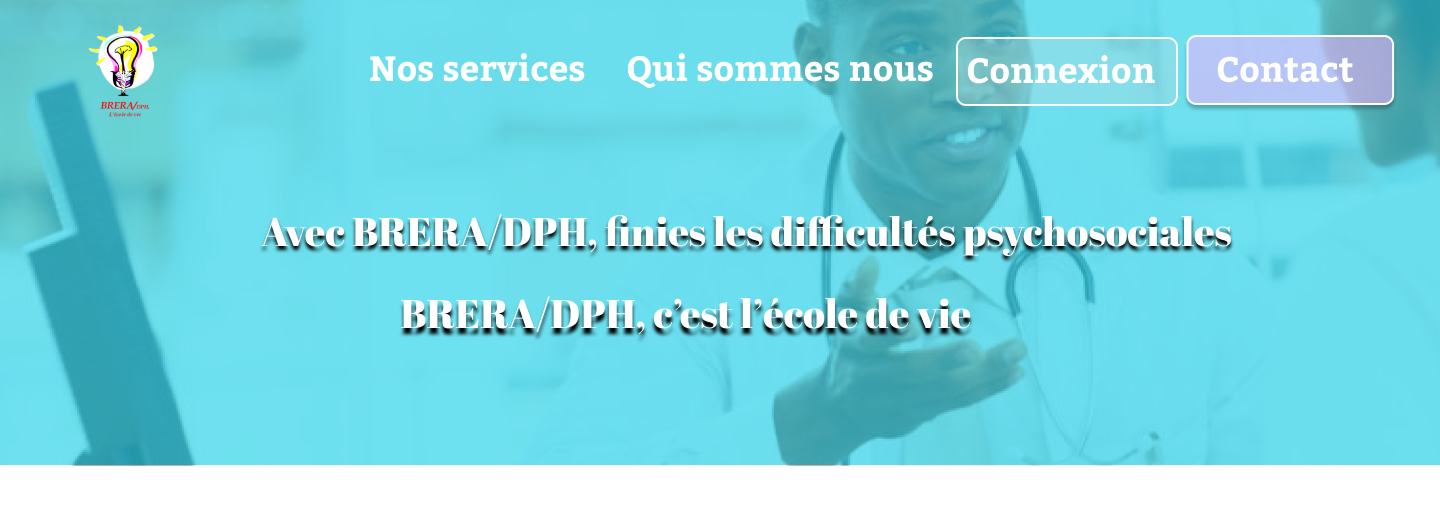 BRERA/DPH
L'école de vie
Nos services
Qui sommes nous
Connexion
Contact
Avec BRERA/DPH, finies les difficultés psychosociales
BRERA/DPH, c’est l’école de vie